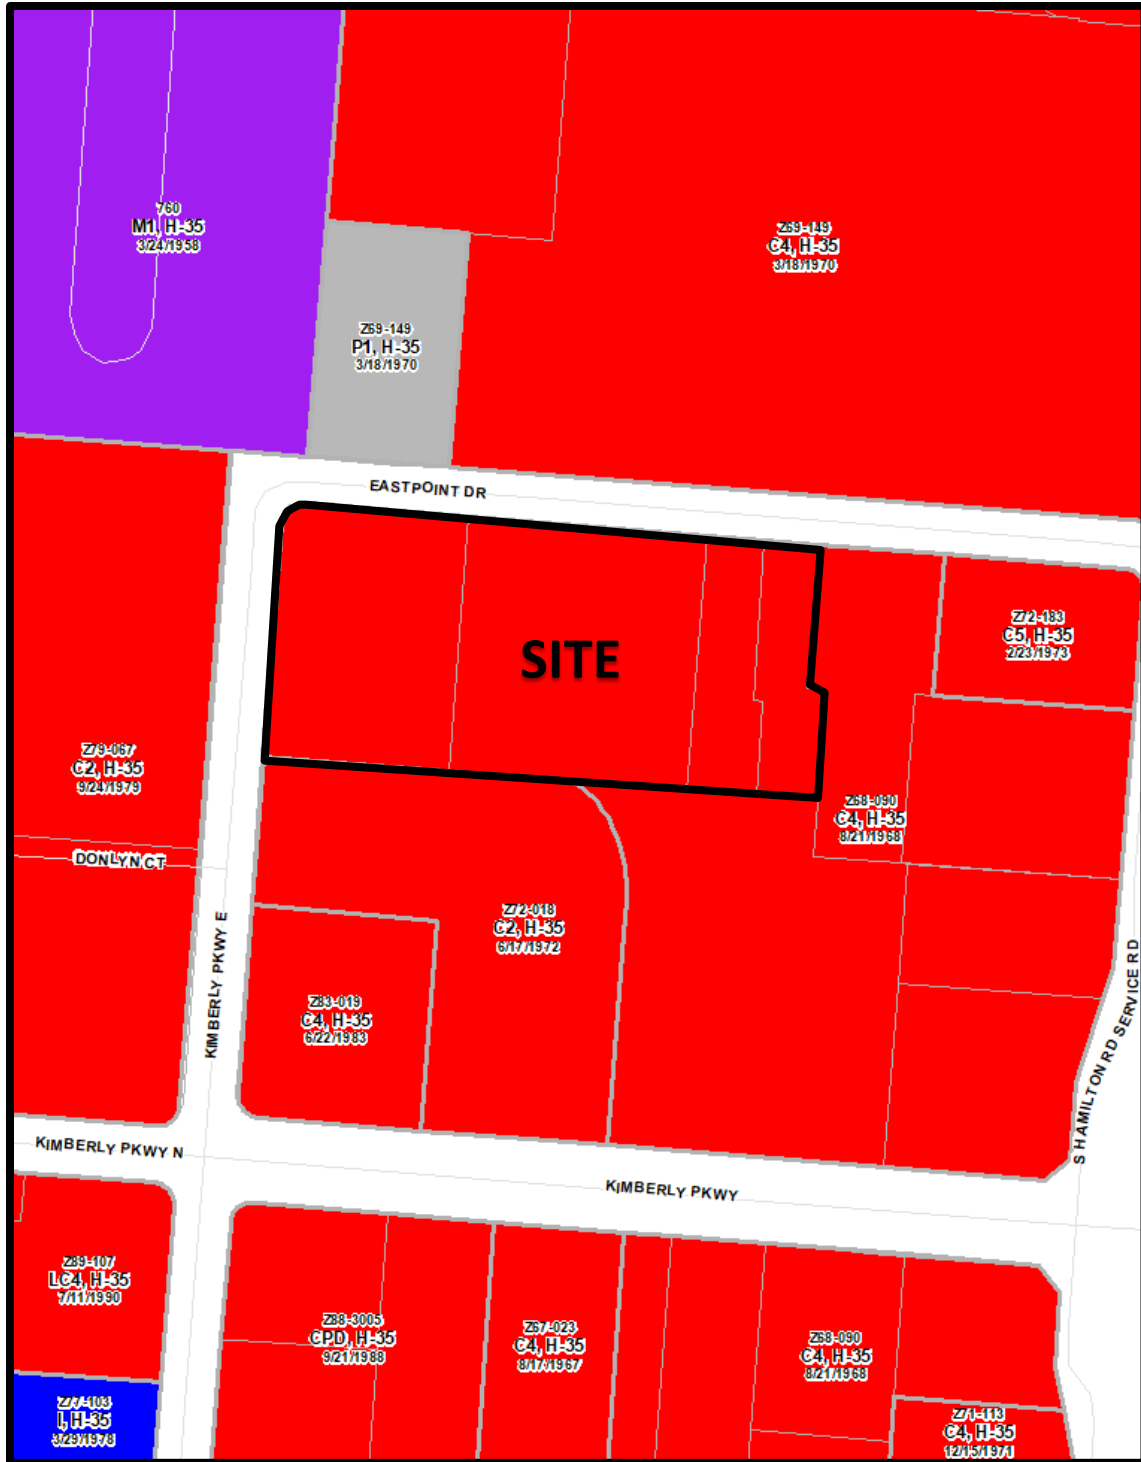 760
M1, H-35
3/24/1958
Z69-149
C4, H-35
3/18/1970
Z69-149
P1, H-35
3/18/1970
EASTPOINT DR
Z72-183
C5, H-35
2/23/1973
SITE
Z79-067
C2, H-35
9/24/1979
Z68-090
C4, H-35
8/21/1968
DONLYN CT
Z72-018
C2, H-35
6/17/1972
KIMBERLY PKWY E
Z83-019
C4, H-35
6/22/1983
S HAMILTON RD SERVICE RD
KIMBERLY PKWY N
KIMBERLY PKWY
Z89-107
LC4, H-35
7/11/1990
Z88-3005
CPD, H-35
9/21/1988
Z67-023
C4, H-35
8/17/1967
Z68-090
C4, H-35
8/21/1968
Z77-103
I, H-35
3/29/1978
Z71-113
C4, H-35
12/15/1971